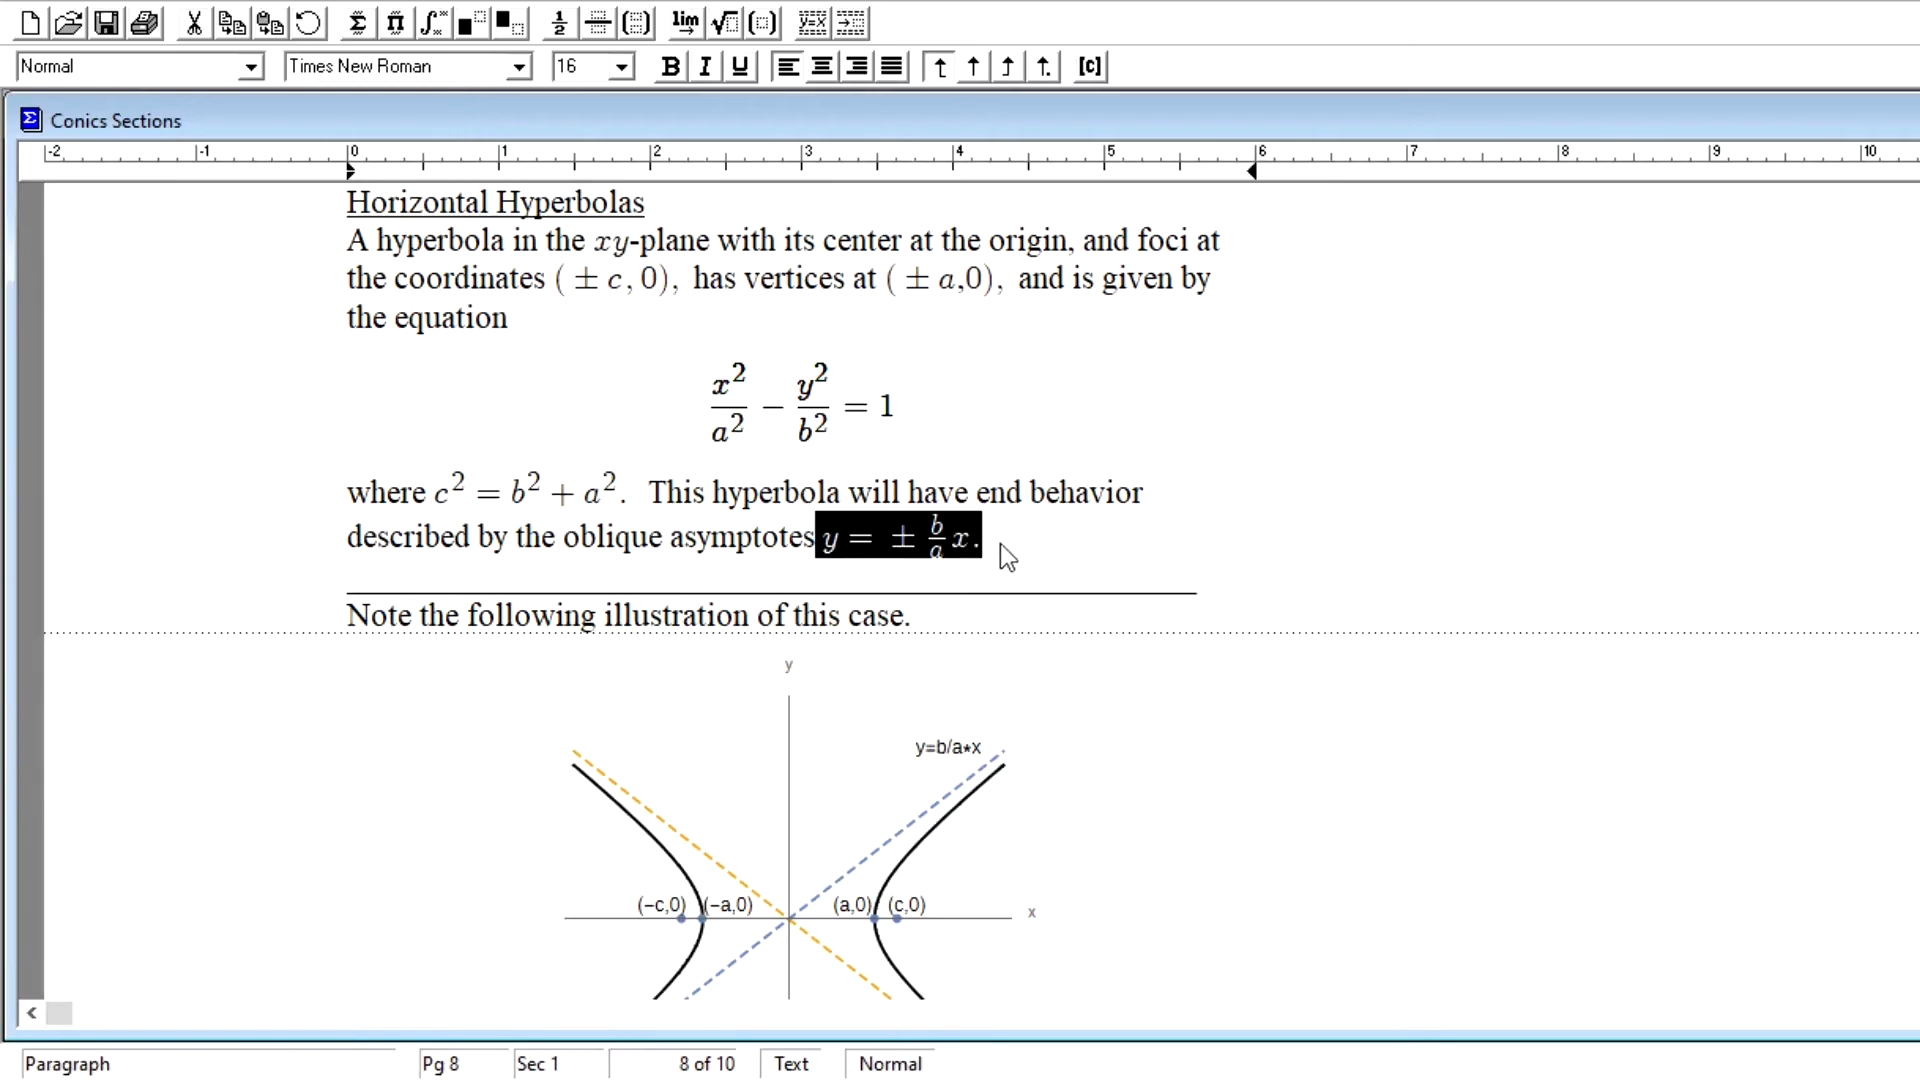 Σ Π lim 1/2 y=x
Normal Times New Roman 16 B I U [c]
Σ Conics Sections
-2 -1 0 1 2 3 4 5 6 7 8 9 10
Horizontal Hyperbolas
A hyperbola in the xy-plane with its center at the origin, and foci at
the coordinates ( ± c, 0), has vertices at ( ± a,0), and is given by
the equation
x²/a² − y²/b² = 1
where c² = b² + a². This hyperbola will have end behavior
described by the oblique asymptotes y = ± b/a x.
Note the following illustration of this case.
y
y=b/a*x
(−c,0) (−a,0) (a,0) (c,0)
x
Paragraph Pg 8 Sec 1 8 of 10 Text Normal